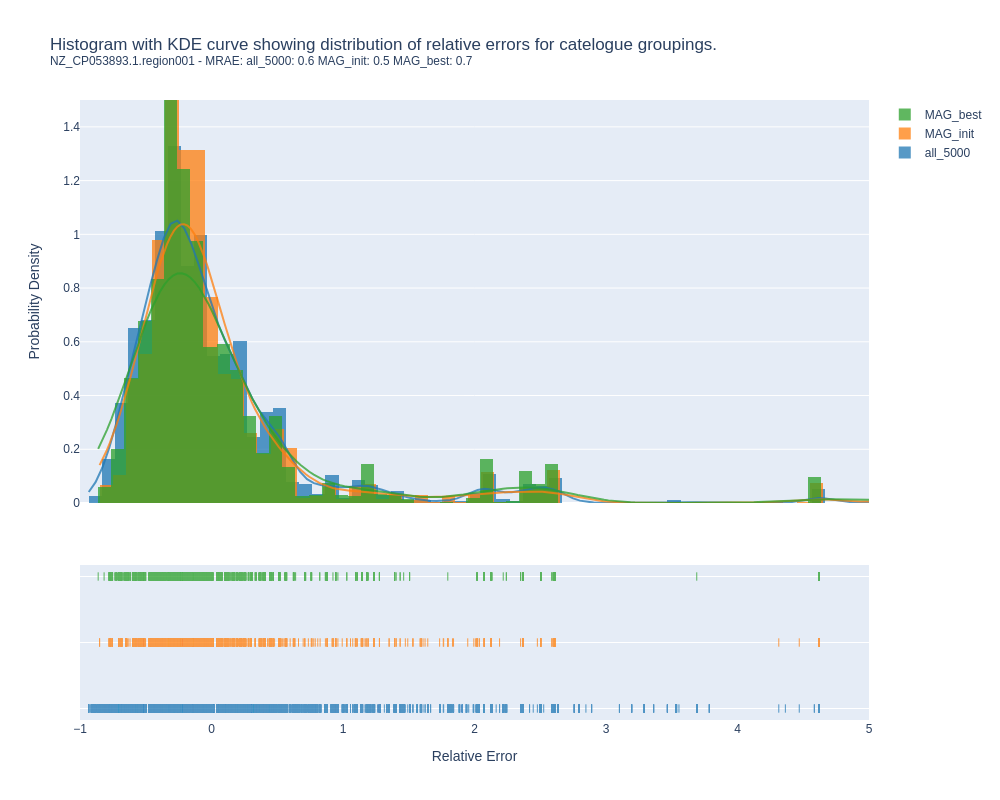 Histogram with KDE curve showing distribution of relative errors for catelogue groupings.
NZ_CP053893.1.region001 - MRAE: all_5000: 0.6 MAG_init: 0.5 MAG_best: 0.7
MAG_best
MAG_init
all_5000
Probability Density
1.4
1.2
1
0.8
0.6
0.4
0.2
0
−1 0 1 2 3 4 5
Relative Error